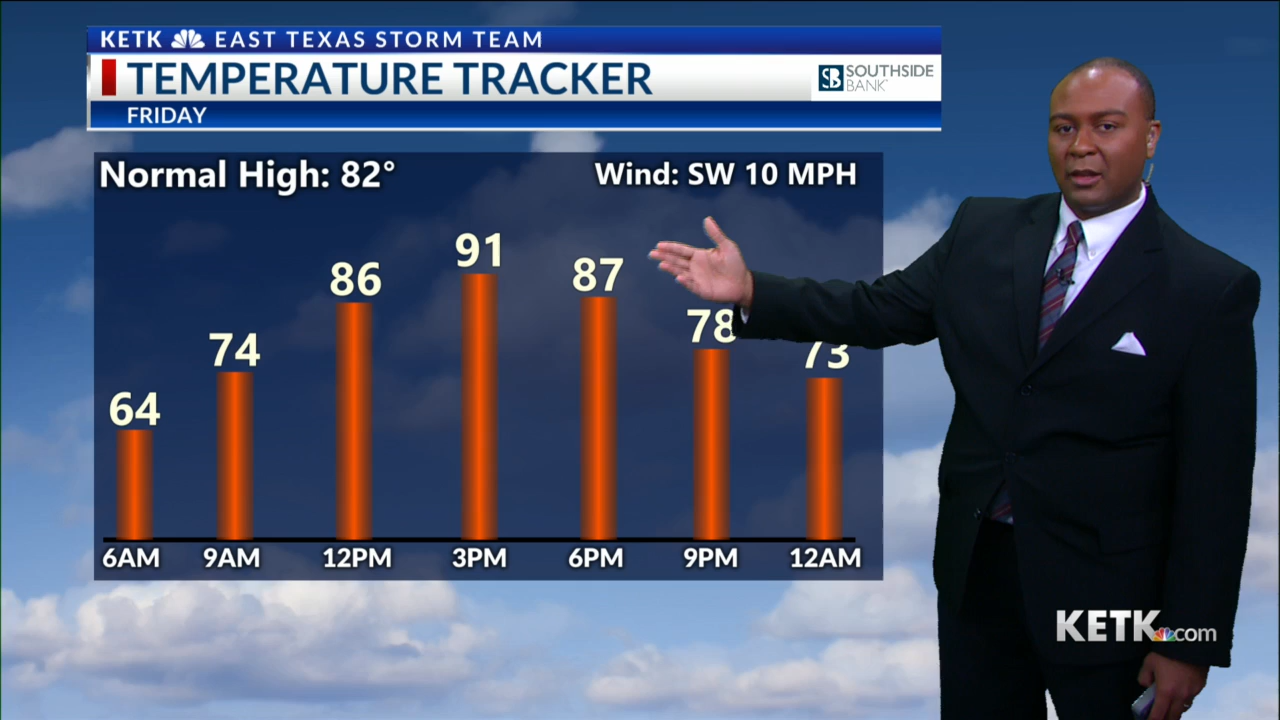 KETK EAST TEXAS STORM TEAM
TEMPERATURE TRACKER
SB SOUTHSIDE BANK
FRIDAY
Normal High: 82°
Wind: SW 10 MPH
64 74 86 91 87 78 73
6AM 9AM 12PM 3PM 6PM 9PM 12AM
KETK.com